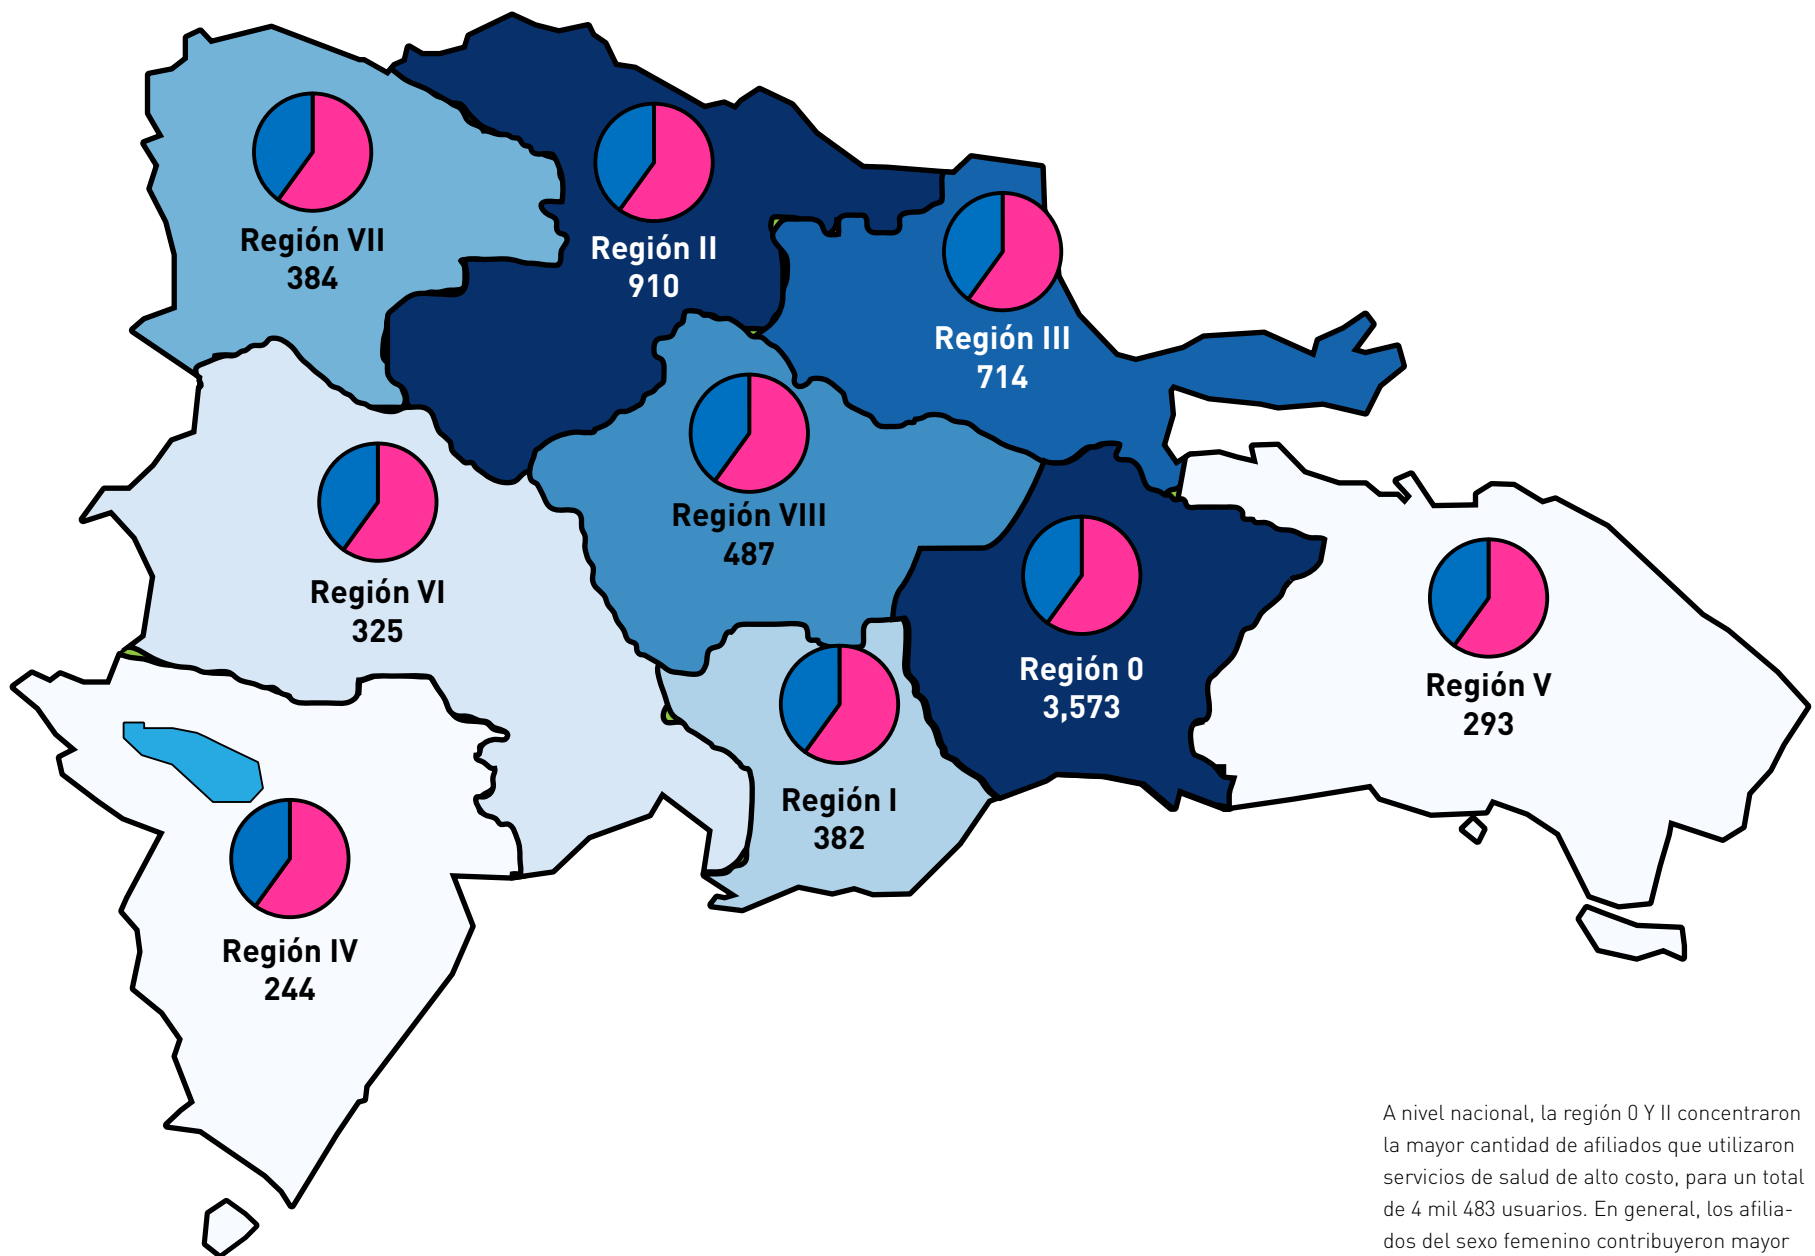 Región VII
384
Región II
910
Región III
714
Región VIII
487
Región VI
325
Región 0
3,573
Región V
293
Región I
382
Región IV
244
A nivel nacional, la región 0 Y II concentraron
la mayor cantidad de afiliados que utilizaron
servicios de salud de alto costo, para un total
de 4 mil 483 usuarios. En general, los afilia-
dos del sexo femenino contribuyeron mayor